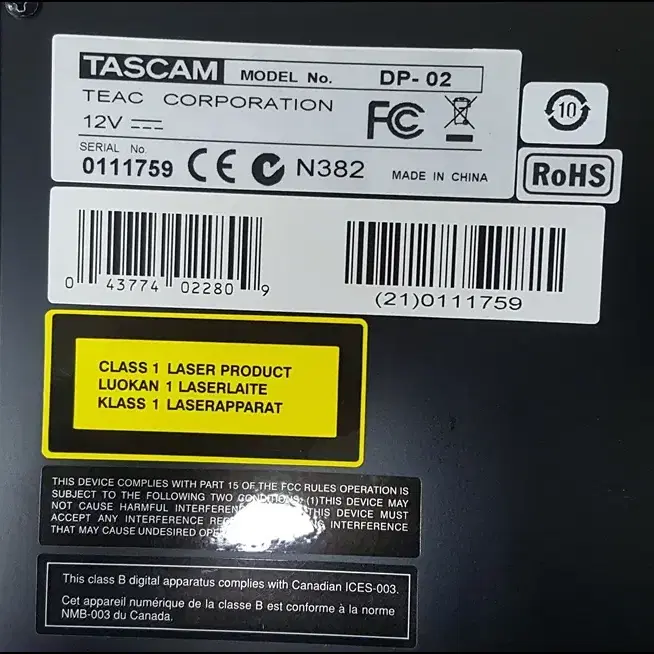 TASCAM MODEL No. DP-02
TEAC CORPORATION
12V
FC
10
SERIAL No.
0111759 CE N382 MADE IN CHINA
RoHS
0 43774 02280 9
(21)0111759
CLASS 1 LASER PRODUCT
LUOKAN 1 LASERLAITE
KLASS 1 LASERAPPARAT
THIS DEVICE COMPLIES WITH PART 15 OF THE FCC RULES OPERATION IS
SUBJECT TO THE FOLLOWING TWO CONDITIONS: (1)THIS DEVICE MAY
NOT CAUSE HARMFUL THIS DEVICE MUST
ACCEPT ANY INTERFERENCE INTERFERENCE
THAT MAY CAUSE UNDESIRED
This class B digital apparatus complies with Canadian ICES-003.
Cet appareil numérique de la classe B est conforme à la norme
NMB-003 du Canada.